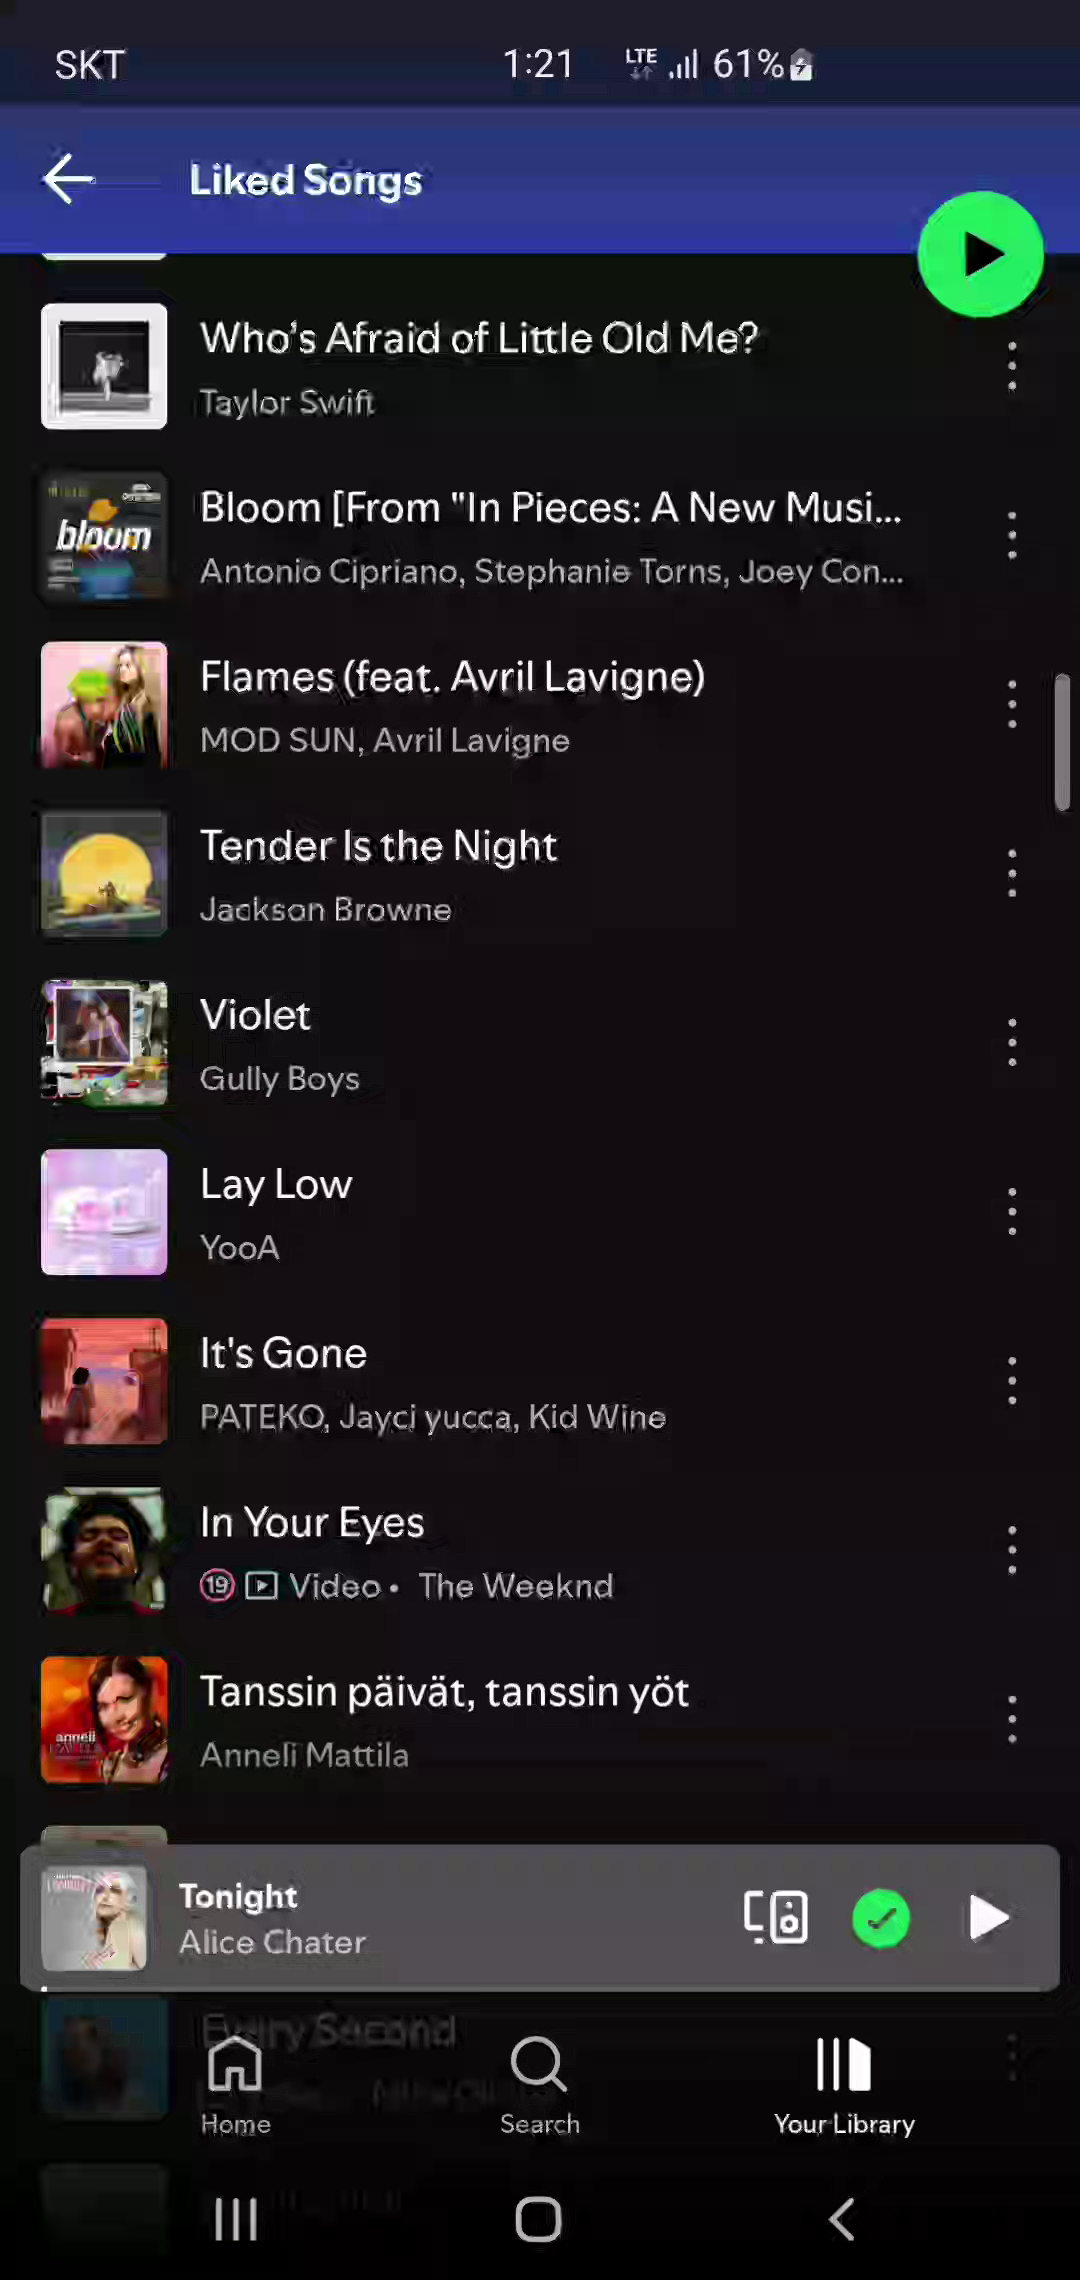 SKT 1:21 LTE 61%
Liked Songs
Who's Afraid of Little Old Me?
Taylor Swift
bloom
Bloom [From "In Pieces: A New Musi...
Antonio Cipriano, Stephanie Torns, Joey Con...
Flames (feat. Avril Lavigne)
MOD SUN, Avril Lavigne
Tender Is the Night
Jackson Browne
Violet
Gully Boys
Lay Low
YooA
It's Gone
PATEKO, Jayci yucca, Kid Wine
In Your Eyes
19 Video • The Weeknd
Tanssin päivät, tanssin yöt
anneli
Anneli Mattila
Tonight
Alice Chater
Every Second
Home Search Your Library